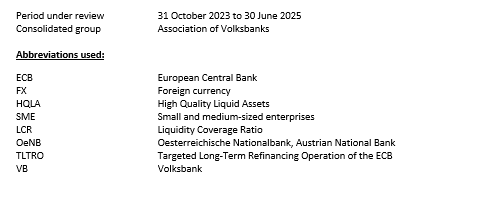 Period under review 31 October 2023 to 30 June 2025
Consolidated group Association of Volksbanks
Abbreviations used:
ECB European Central Bank
FX Foreign currency
HQLA High Quality Liquid Assets
SME Small and medium-sized enterprises
LCR Liquidity Coverage Ratio
OeNB Oesterreichische Nationalbank, Austrian National Bank
TLTRO Targeted Long-Term Refinancing Operation of the ECB
VB Volksbank